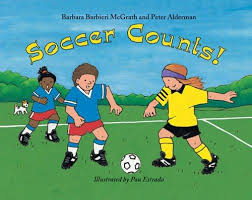 Barbara Barbieri McGrath and Peter Alderman
Soccer Counts!
Illustrated by Pau Estrada